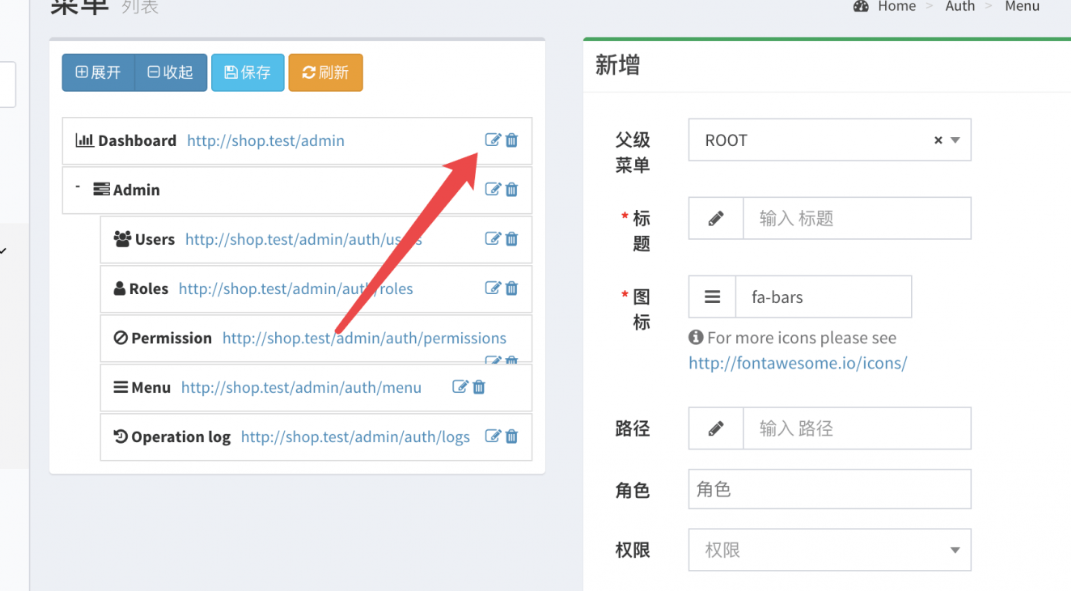 菜单 列表
Home > Auth > Menu
展开 收起 保存 刷新
Dashboard http://shop.test/admin
Admin
Users http://shop.test/admin/auth/users
Roles http://shop.test/admin/auth/roles
Permission http://shop.test/admin/auth/permissions
Menu http://shop.test/admin/auth/menu
Operation log http://shop.test/admin/auth/logs
新增
父级
菜单
ROOT × 
*标
题
输入 标题
*图
标
fa-bars
For more icons please see
http://fontawesome.io/icons/
路径
输入 路径
角色
角色
权限
权限